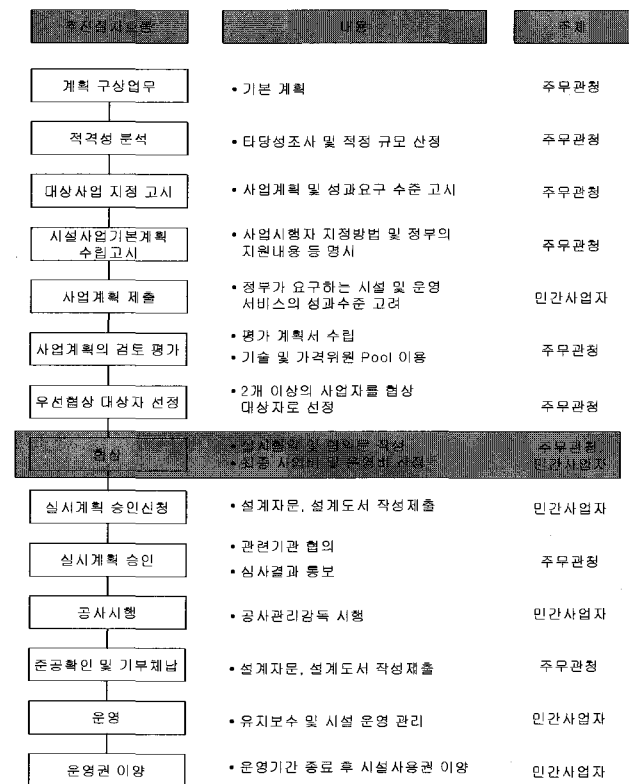 내용
주체
계획 구상업무
• 기본 계획
주무관청
적격성 분석
• 타당성조사 및 적정 규모 산정
주무관청
대상사업 지정 고시
• 사업계획 및 성과요구 수준 고시
주무관청
시설사업기본계획
수립고시
• 사업시행자 지정방법 및 정부의
지원내용 등 명시
주무관청
사업계획 제출
• 정부가 요구하는 시설 및 운영
서비스의 성과수준 고려
민간사업자
사업계획의 검토 평가
• 평가 계획서 수립
• 기술 및 가격위원 Pool 이용
주무관청
우선협상 대상자 선정
• 2개 이상의 사업자를 협상
대상자로 선정
주무관청
협상
• 실시협약 및 협약문 작성
• 최종 사업비 및 운영비 산정
주무관청,
민간사업자
실시계획 승인신청
• 설계자문, 설계도서 작성제출
민간사업자
실시계획 승인
• 관련기관 협의
• 심사결과 통보
주무관청
공사시행
• 공사관리감독 시행
민간사업자
준공확인 및 기부채납
• 설계자문, 설계도서 작성제출
주무관청
운영
• 유지보수 및 시설 운영 관리
민간사업자
운영권 이양
• 운영기간 종료 후 시설사용권 이양
민간사업자